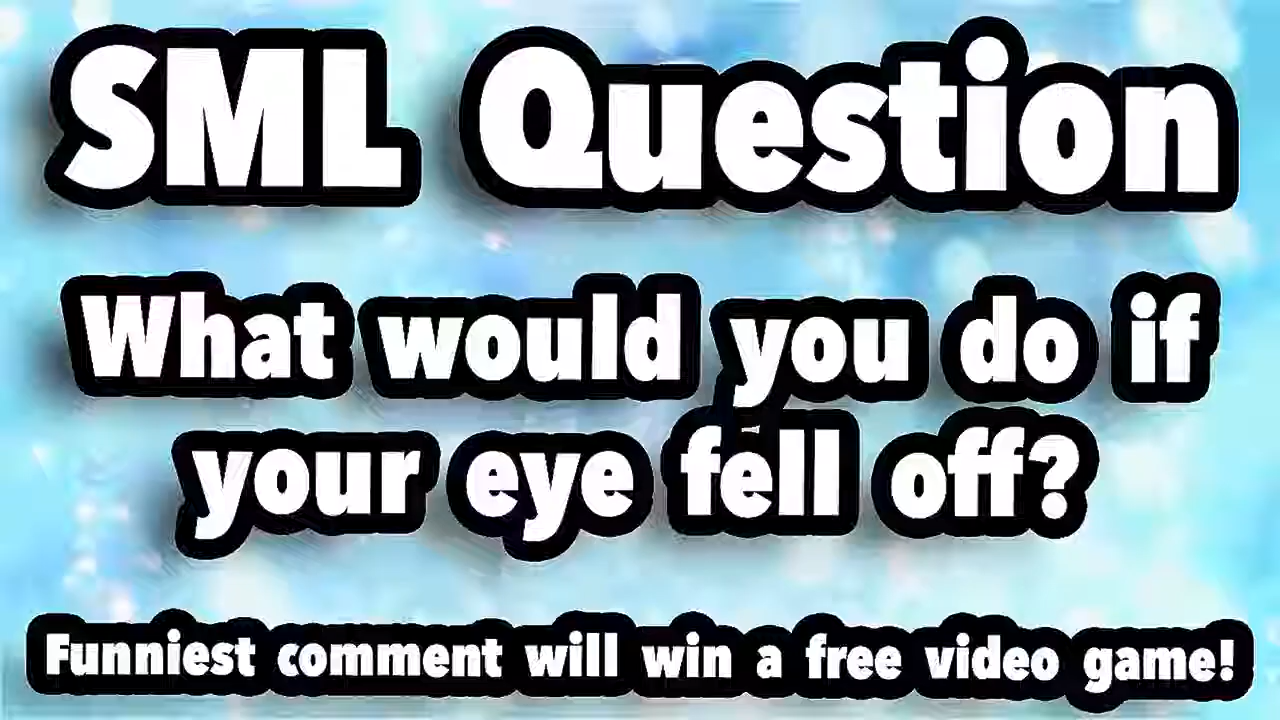 SML Question
What would you do if
your eye fell off?
Funniest comment will win a free video game!